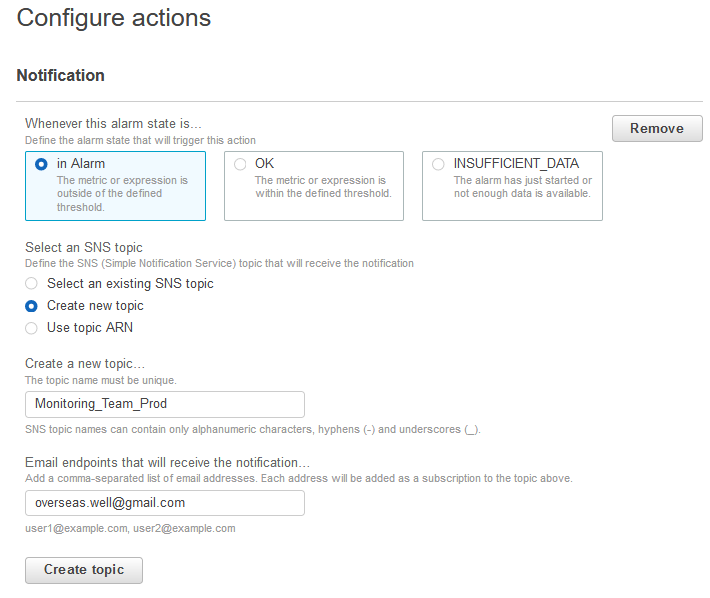 Configure actions
Notification
Whenever this alarm state is...
Define the alarm state that will trigger this action
Remove
in Alarm
The metric or expression is
outside of the defined
threshold.
OK
The metric or expression is
within the defined threshold.
INSUFFICIENT_DATA
The alarm has just started or
not enough data is available.
Select an SNS topic
Define the SNS (Simple Notification Service) topic that will receive the notification
Select an existing SNS topic
Create new topic
Use topic ARN
Create a new topic...
The topic name must be unique.
Monitoring_Team_Prod
SNS topic names can contain only alphanumeric characters, hyphens (-) and underscores (_).
Email endpoints that will receive the notification...
Add a comma-separated list of email addresses. Each address will be added as a subscription to the topic above.
overseas.well@gmail.com
user1@example.com, user2@example.com
Create topic